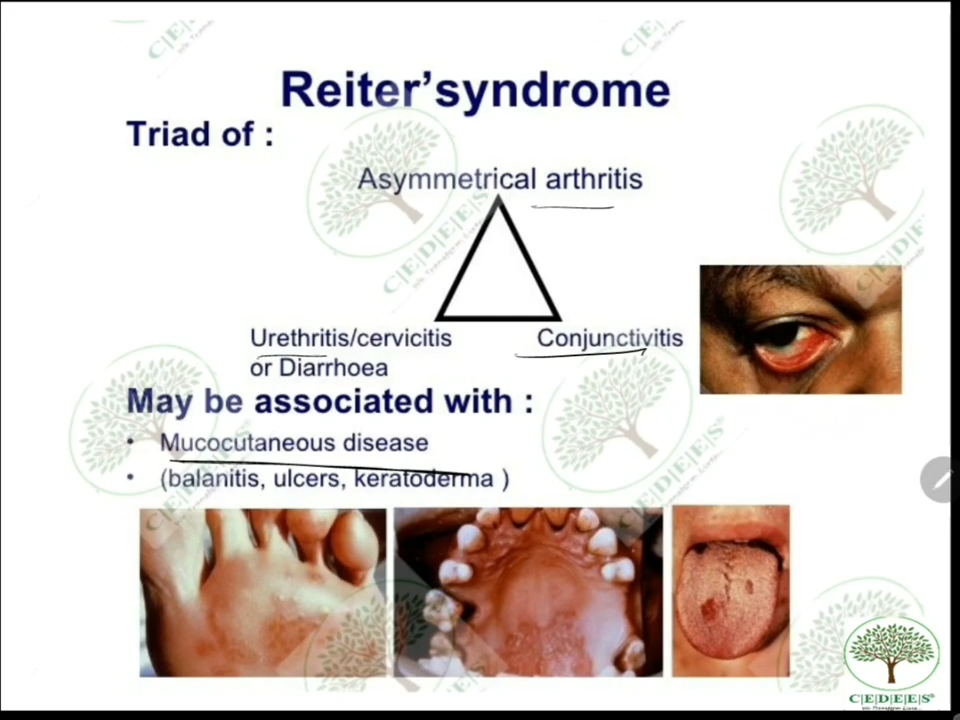 Reiter'syndrome
Triad of :
Asymmetrical arthritis
Urethritis/cervicitis
or Diarrhoea
Conjunctivitis
May be associated with :
• Mucocutaneous disease
• (balanitis, ulcers, keratoderma )
C|E|D|E|E|S®